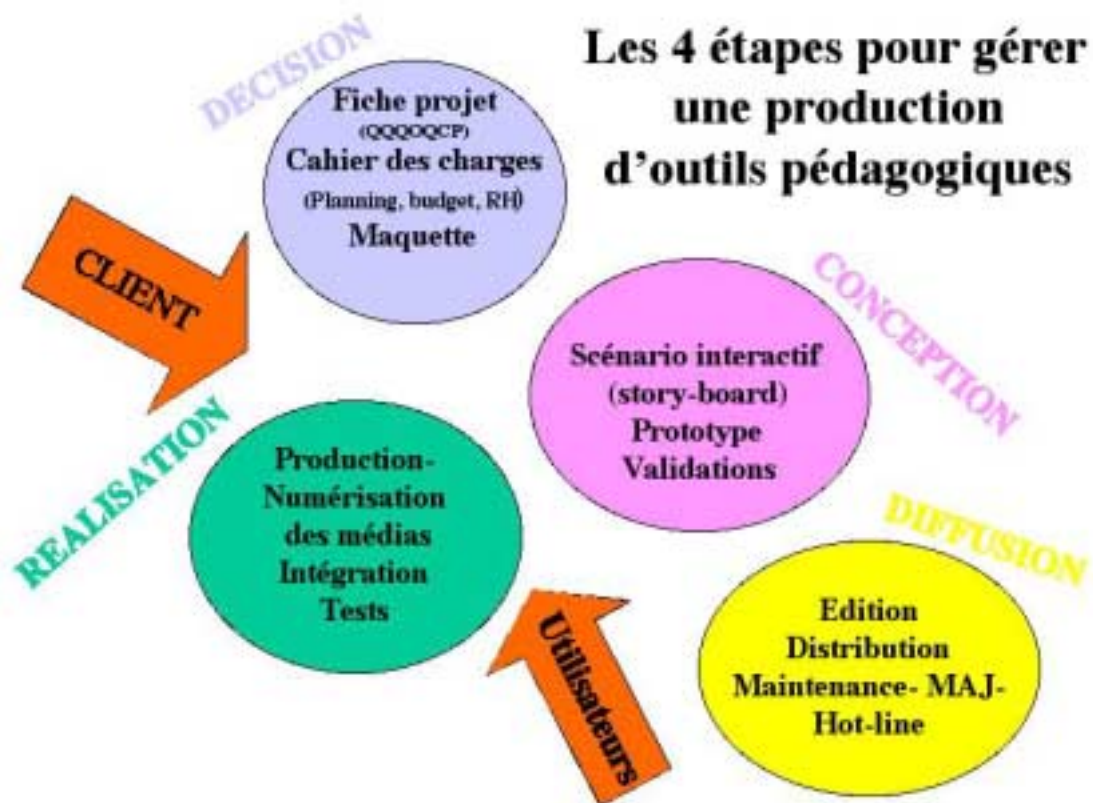 Les 4 étapes pour gérer
une production
d'outils pédagogiques
DECISION
Fiche projet
(QQQOQCP)
Cahier des charges
(Planning, budget, RH)
Maquette
CLIENT
CONCEPTION
Scénario interactif
(story-board)
Prototype
Validations
REALISATION
Production-
Numérisation
des médias
Intégration
Tests
Utilisateurs
DIFFUSION
Edition
Distribution
Maintenance- MAJ-
Hot-line